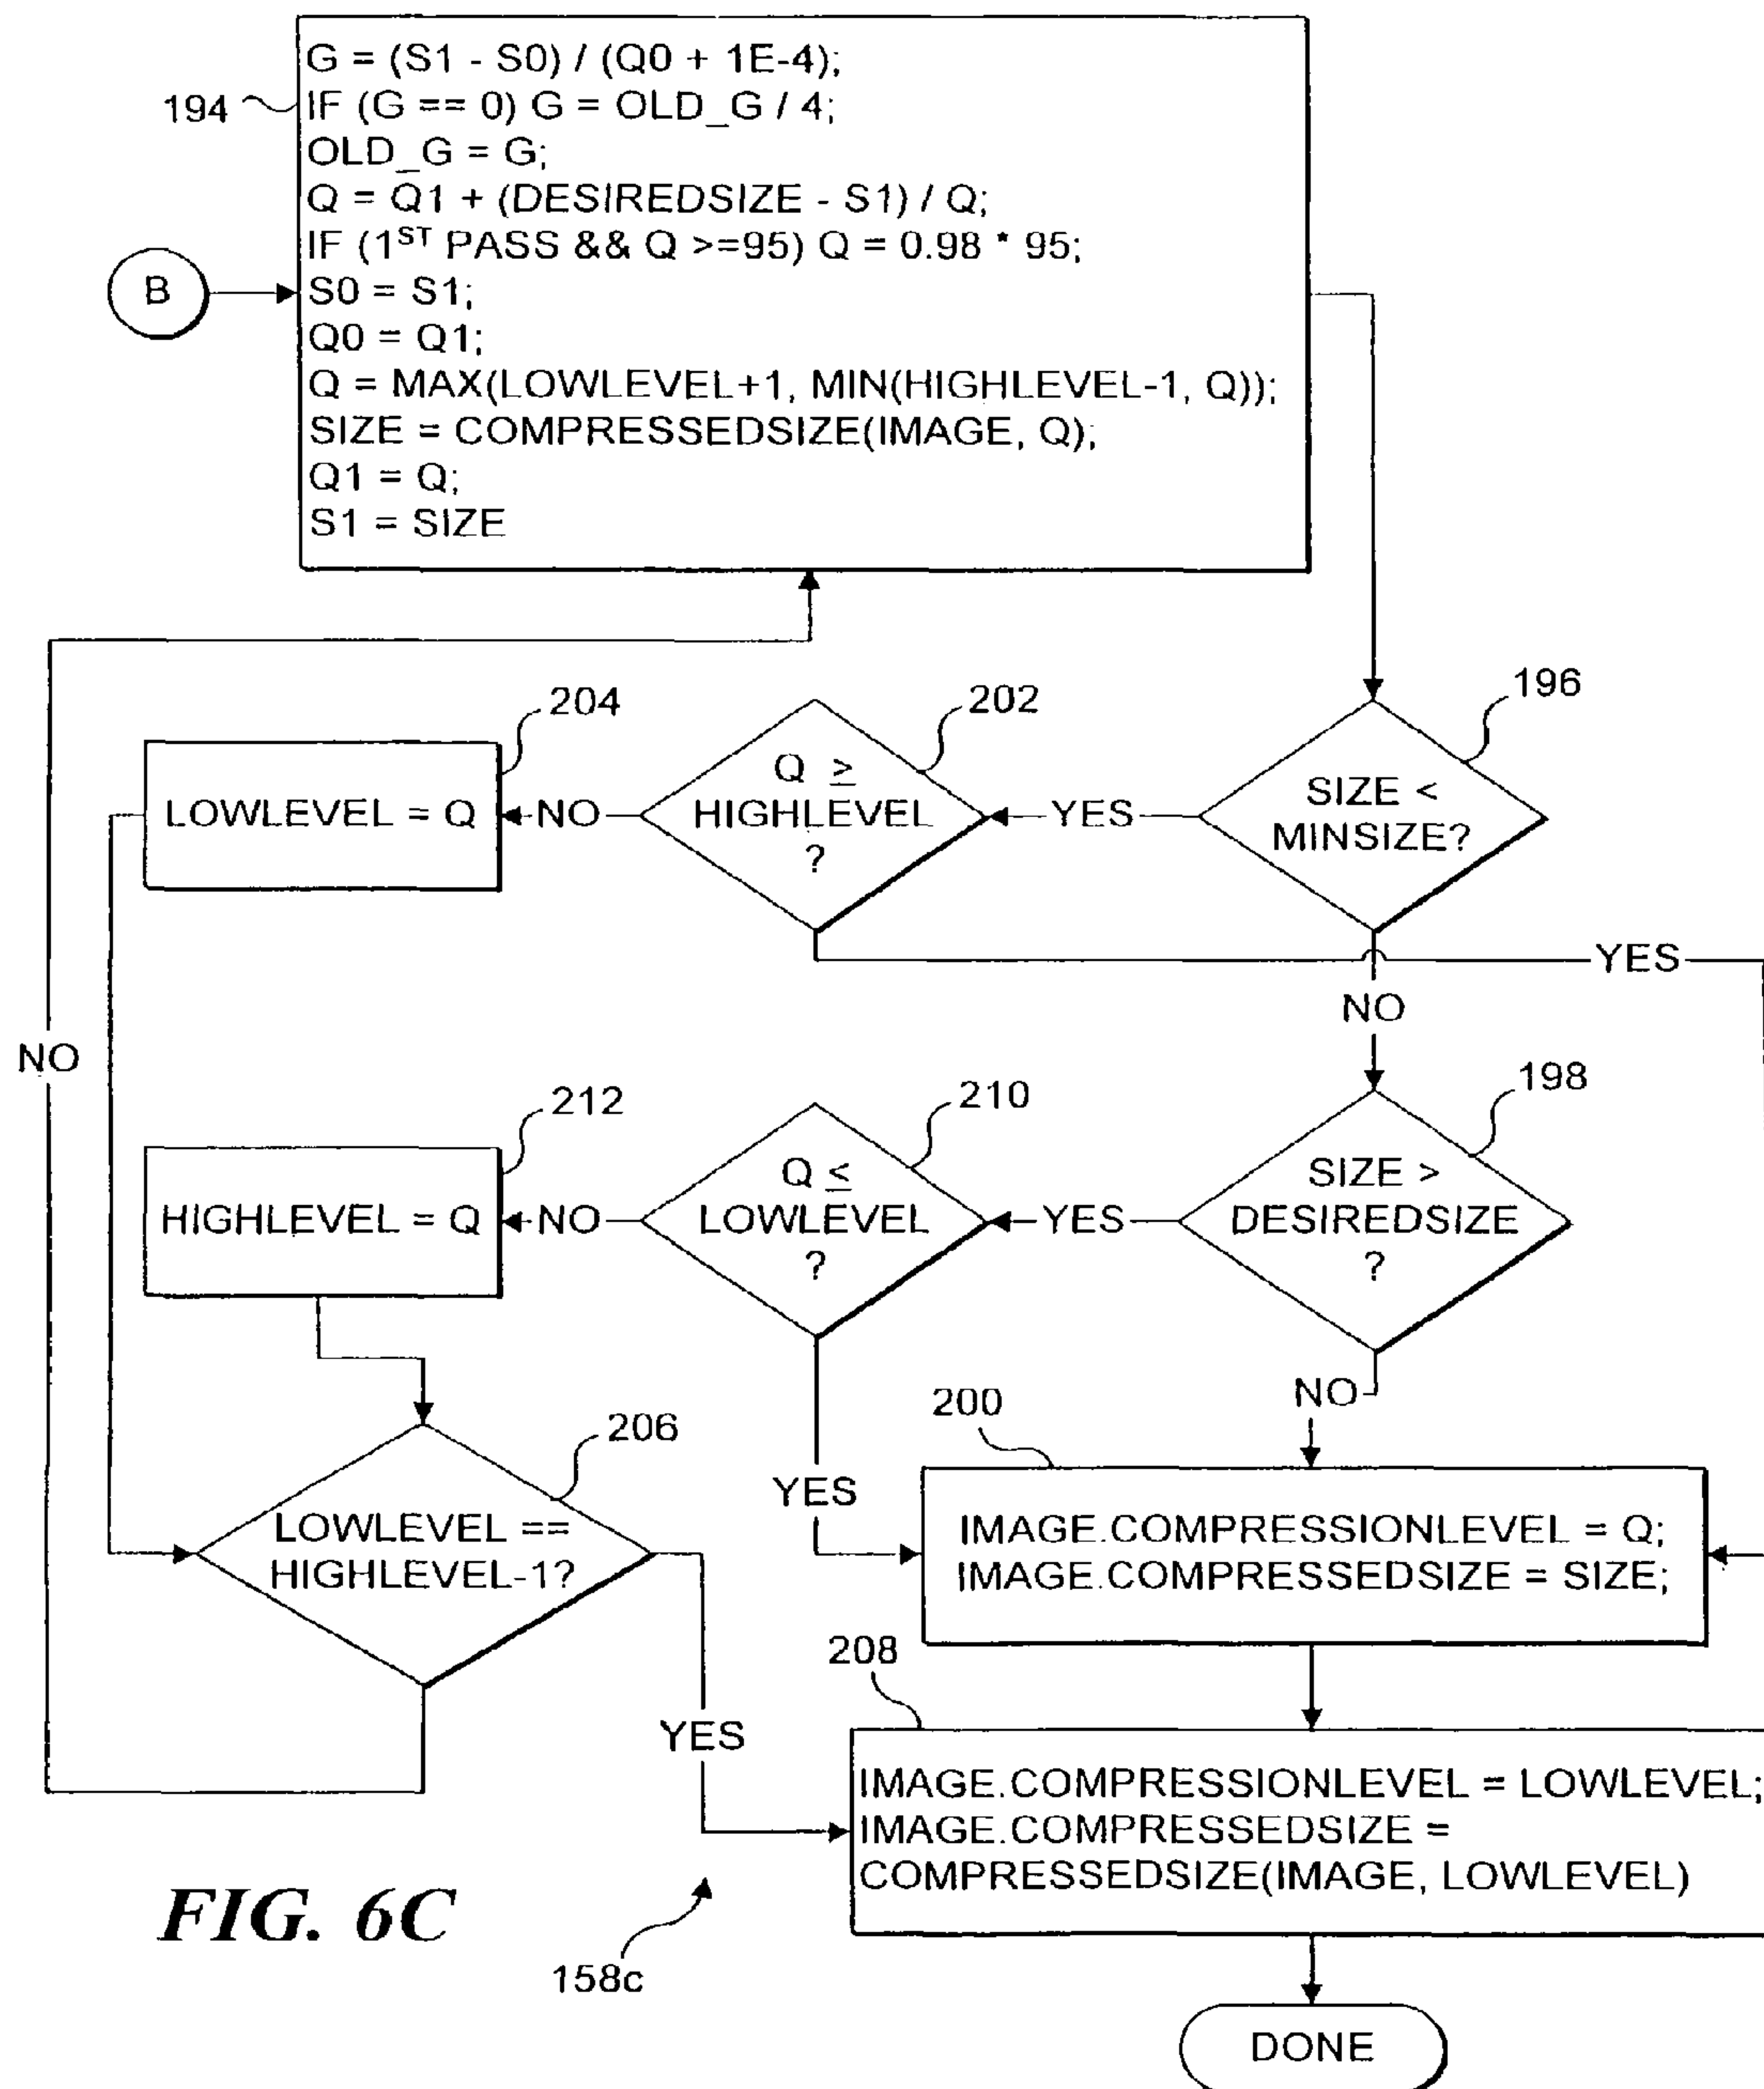 G = (S1 - S0) / (Q0 + 1E-4);
194
IF (G == 0) G = OLD_G / 4;
OLD_G = G;
Q = Q1 + (DESIREDSIZE - S1) / Q;
IF (1ST PASS && Q >=95) Q = 0.98 * 95;
B
S0 = S1;
Q0 = Q1;
Q = MAX(LOWLEVEL+1, MIN(HIGHLEVEL-1, Q));
SIZE = COMPRESSEDSIZE(IMAGE, Q);
Q1 = Q;
S1 = SIZE
204
202
196
LOWLEVEL = Q
NO
Q ≥
HIGHLEVEL
?
YES
SIZE <
MINSIZE?
YES
NO
NO
212
210
198
HIGHLEVEL = Q
NO
Q ≤
LOWLEVEL
?
YES
SIZE >
DESIREDSIZE
?
NO
200
206
YES
LOWLEVEL ==
HIGHLEVEL-1?
IMAGE.COMPRESSIONLEVEL = Q;
IMAGE.COMPRESSEDSIZE = SIZE;
208
YES
IMAGE.COMPRESSIONLEVEL = LOWLEVEL;
IMAGE.COMPRESSEDSIZE =
COMPRESSEDSIZE(IMAGE, LOWLEVEL)
FIG. 6C
158c
DONE